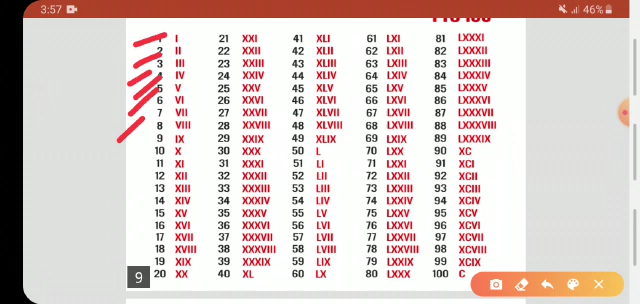 3:57 46%
1 I 21 XXI 41 XLI 61 LXI 81 LXXXI
2 II 22 XXII 42 XLII 62 LXII 82 LXXXII
3 III 23 XXIII 43 XLIII 63 LXIII 83 LXXXIII
4 IV 24 XXIV 44 XLIV 64 LXIV 84 LXXXIV
5 V 25 XXV 45 XLV 65 LXV 85 LXXXV
6 VI 26 XXVI 46 XLVI 66 LXVI 86 LXXXVI
7 VII 27 XXVII 47 XLVII 67 LXVII 87 LXXXVII
8 VIII 28 XXVIII 48 XLVIII 68 LXVIII 88 LXXXVIII
9 IX 29 XXIX 49 XLIX 69 LXIX 89 LXXXIX
10 X 30 XXX 50 L 70 LXX 90 XC
11 XI 31 XXXI 51 LI 71 LXXI 91 XCI
12 XII 32 XXXII 52 LII 72 LXXII 92 XCII
13 XIII 33 XXXIII 53 LIII 73 LXXIII 93 XCIII
14 XIV 34 XXXIV 54 LIV 74 LXXIV 94 XCIV
15 XV 35 XXXV 55 LV 75 LXXV 95 XCV
16 XVI 36 XXXVI 56 LVI 76 LXXVI 96 XCVI
17 XVII 37 XXXVII 57 LVII 77 LXXVII 97 XCVII
18 XVIII 38 XXXVIII 58 LVIII 78 LXXVIII 98 XCVIII
19 XIX 39 XXXIX 59 LIX 79 LXXIX 99 XCIX
20 XX 40 XL 60 LX 80 LXXX 100 C
9